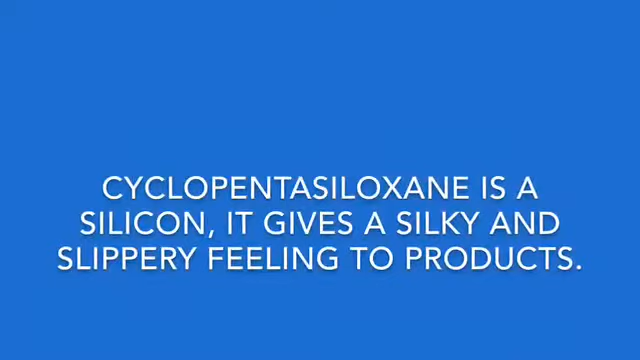 CYCLOPENTASILOXANE IS A
SILICON, IT GIVES A SILKY AND
SLIPPERY FEELING TO PRODUCTS.